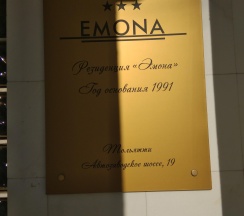 EMONA
Резиденция «Эмона»
Год основания 1991
Тольятти
Автозаводское шоссе, 19